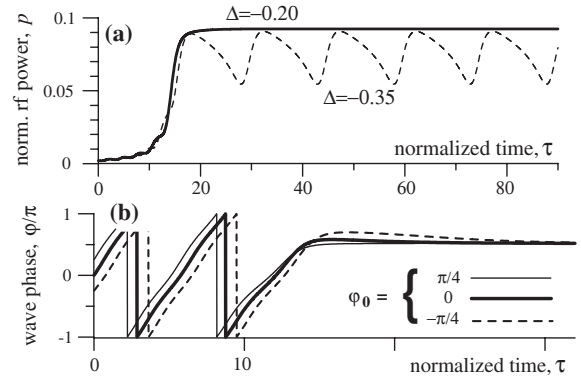 (a)
Δ=−0.20
Δ=−0.35
norm. rf power, p
0.1
0.05
0
normalized time, τ
0 20 40 60 80
(b)
wave phase, φ/π
1
0
-1
φ₀ = {
π/4
0
−π/4
0 10
normalized time, τ